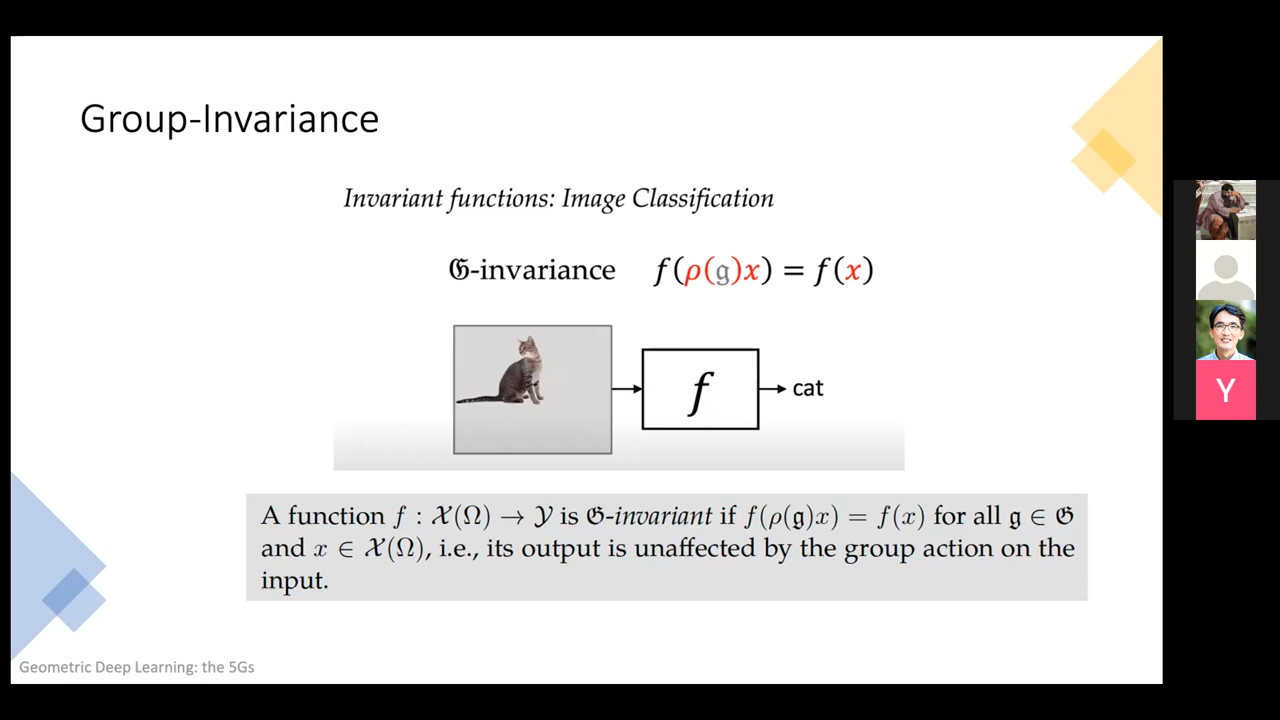 Group-Invariance
Invariant functions: Image Classification
𝔊-invariance f(ρ(𝔤)x) = f(x)
f
cat
A function f : 𝒳(Ω) → 𝒴 is 𝔊-invariant if f(ρ(𝔤)x) = f(x) for all 𝔤 ∈ 𝔊
and x ∈ 𝒳(Ω), i.e., its output is unaffected by the group action on the
input.
Geometric Deep Learning: the 5Gs
Y